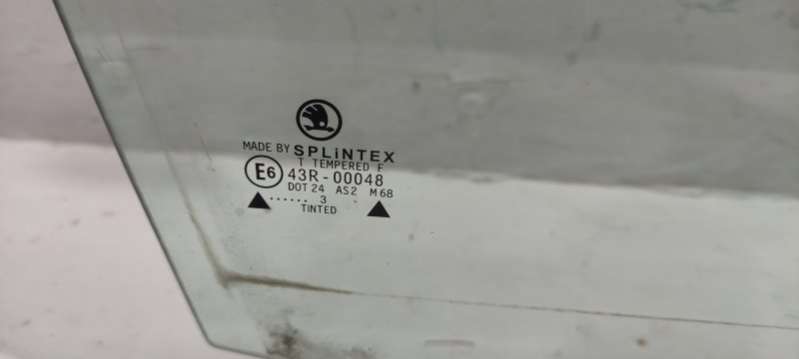 MADE BY SPLiNTEX
T TEMPERED F
E6 43R-00048
DOT 24 AS2 M68
▲ ...... 3 . ▲
TINTED